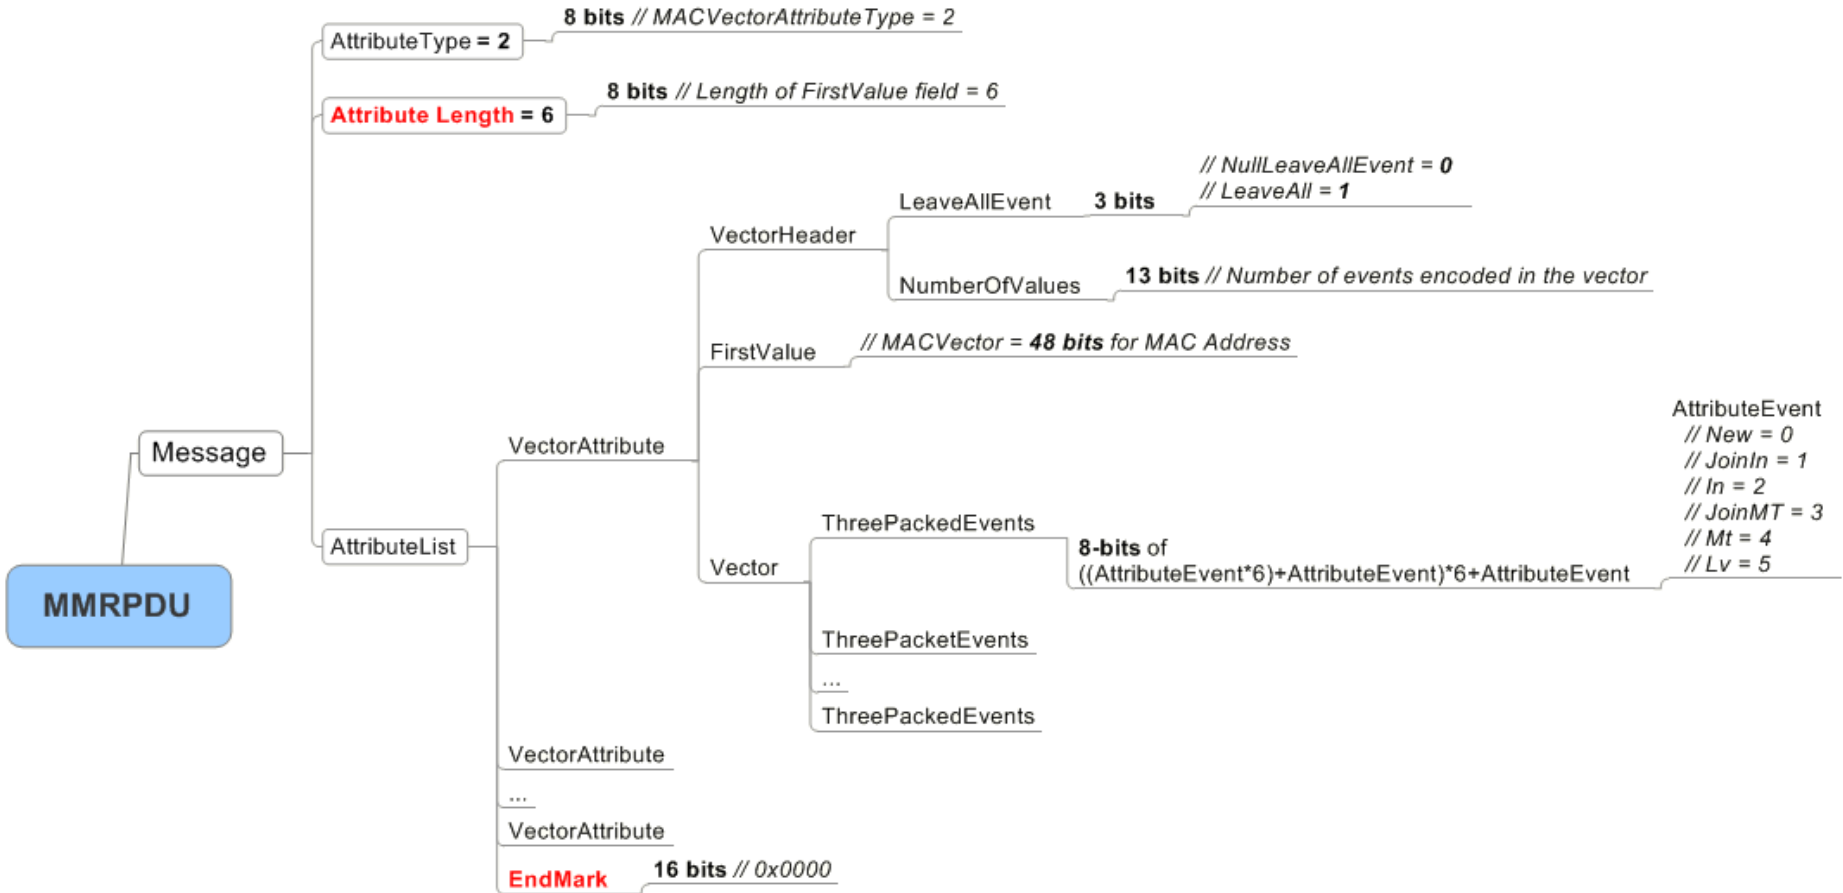 8 bits // MACVectorAttributeType = 2
AttributeType = 2
8 bits // Length of FirstValue field = 6
Attribute Length = 6
// NullLeaveAllEvent = 0
// LeaveAll = 1
LeaveAllEvent
3 bits
VectorHeader
NumberOfValues
13 bits // Number of events encoded in the vector
FirstValue
// MACVector = 48 bits for MAC Address
AttributeEvent
// New = 0
// JoinIn = 1
// In = 2
// JoinMT = 3
// Mt = 4
// Lv = 5
Message
VectorAttribute
ThreePackedEvents
AttributeList
8-bits of
((AttributeEvent*6)+AttributeEvent)*6+AttributeEvent
Vector
MMRPDU
ThreePacketEvents
...
ThreePackedEvents
VectorAttribute
...
VectorAttribute
EndMark
16 bits // 0x0000